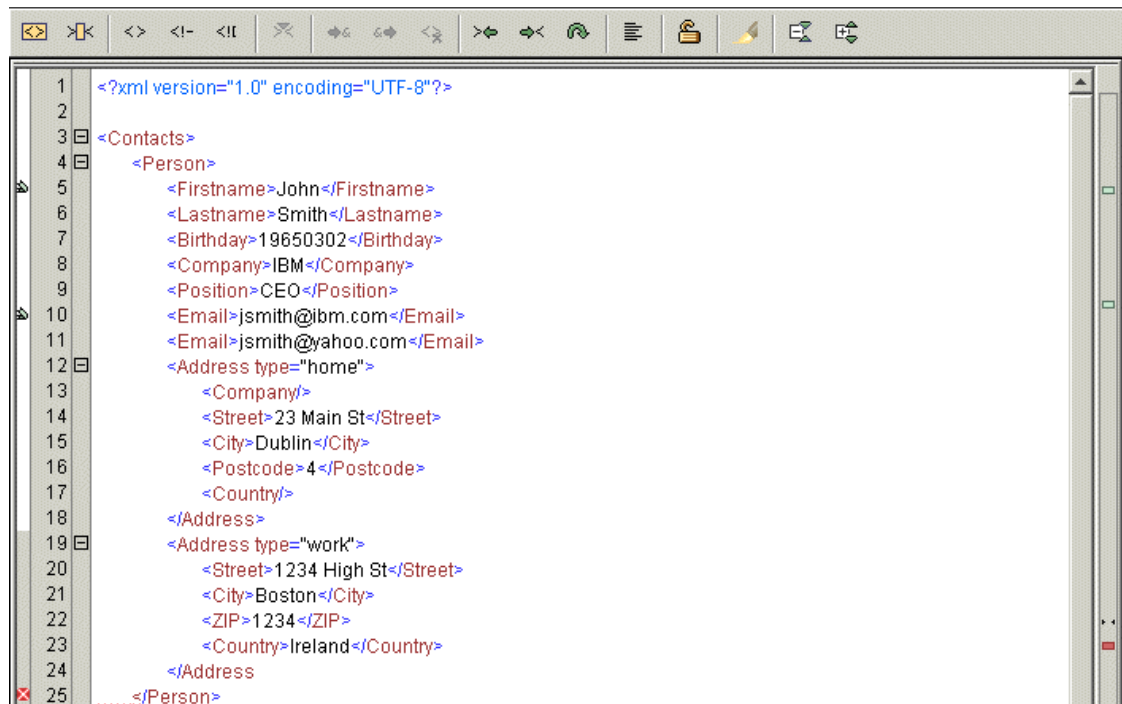 <> <!- <![
1 <?xml version="1.0" encoding="UTF-8"?>
2
3 <Contacts>
4 <Person>
5 <Firstname>John</Firstname>
6 <Lastname>Smith</Lastname>
7 <Birthday>19650302</Birthday>
8 <Company>IBM</Company>
9 <Position>CEO</Position>
10 <Email>jsmith@ibm.com</Email>
11 <Email>jsmith@yahoo.com</Email>
12 <Address type="home">
13 <Company/>
14 <Street>23 Main St</Street>
15 <City>Dublin</City>
16 <Postcode>4</Postcode>
17 <Country/>
18 </Address>
19 <Address type="work">
20 <Street>1234 High St</Street>
21 <City>Boston</City>
22 <ZIP>1234</ZIP>
23 <Country>Ireland</Country>
24 </Address
25 </Person>